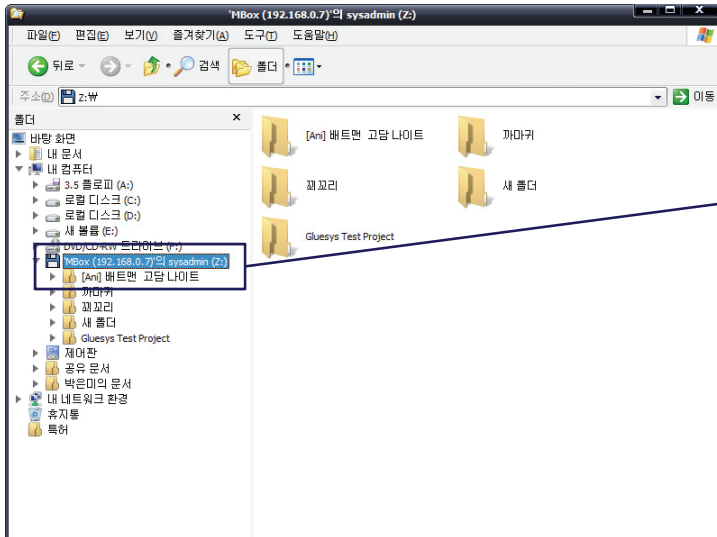 'MBox (192.168.0.7)'의 sysadmin (Z:)
파일(F) 편집(E) 보기(V) 즐겨찾기(A) 도구(T) 도움말(H)
뒤로 검색 폴더
주소(D) Z:₩ 이동
폴더 ×
바탕 화면
내 문서
내 컴퓨터
3.5 플로피 (A:)
로컬 디스크 (C:)
로컬 디스크 (D:)
새 볼륨 (E:)
DVD/CD-RW 드라이브 (F:)
'MBox (192.168.0.7)'의 sysadmin (Z:)
[Ani] 배트맨 고담 나이트
까마귀
꾀꼬리
새 폴더
Gluesys Test Project
제어판
공유 문서
박은미의 문서
내 네트워크 환경
휴지통
특허
[Ani] 배트맨 고담 나이트 까마귀
꾀꼬리 새 폴더
Gluesys Test Project